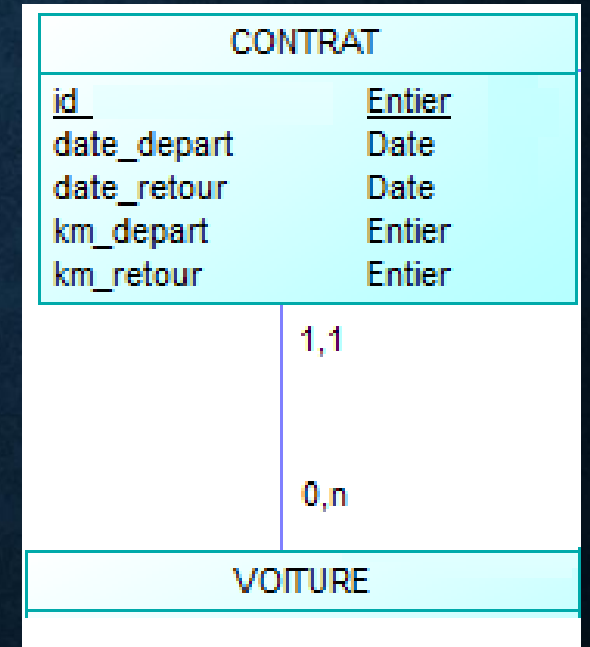 CONTRAT
id Entier
date_depart Date
date_retour Date
km_depart Entier
km_retour Entier
1,1
0,n
VOITURE